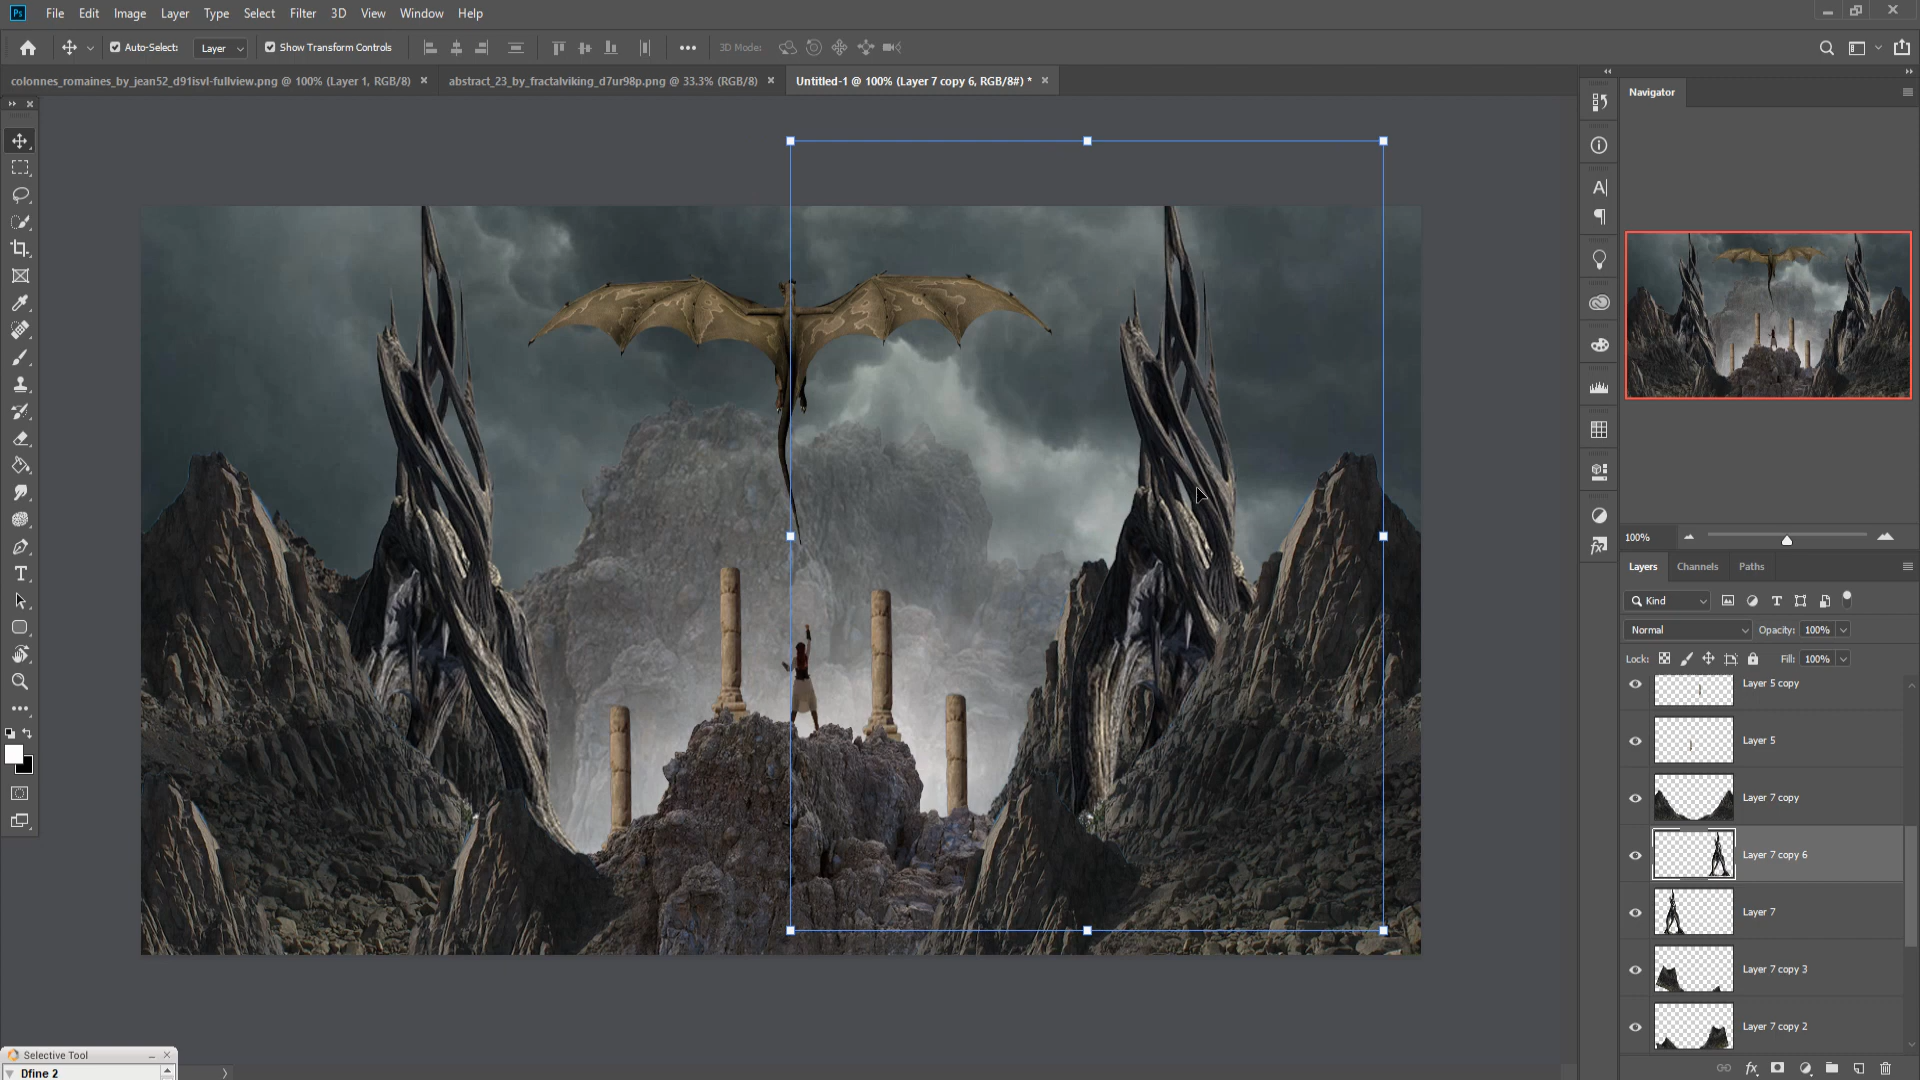 Ps File Edit Image Layer Type Select Filter 3D View Window Help
Auto-Select: Layer Show Transform Controls 3D Mode:
colonnes_romaines_by_jean52_d91isvl-fullview.png @ 100% (Layer 1, RGB/8) abstract_23_by_fractalviking_d7ur98p.png @ 33.3% (RGB/8) Untitled-1 @ 100% (Layer 7 copy 6, RGB/8#) *
Navigator
100%
Layers Channels Paths
Kind
Normal Opacity: 100%
Lock: Fill: 100%
Layer 5 copy
Layer 5
Layer 7 copy
Layer 7 copy 6
Layer 7
Layer 7 copy 3
Layer 7 copy 2
Selective Tool
Dfine 2